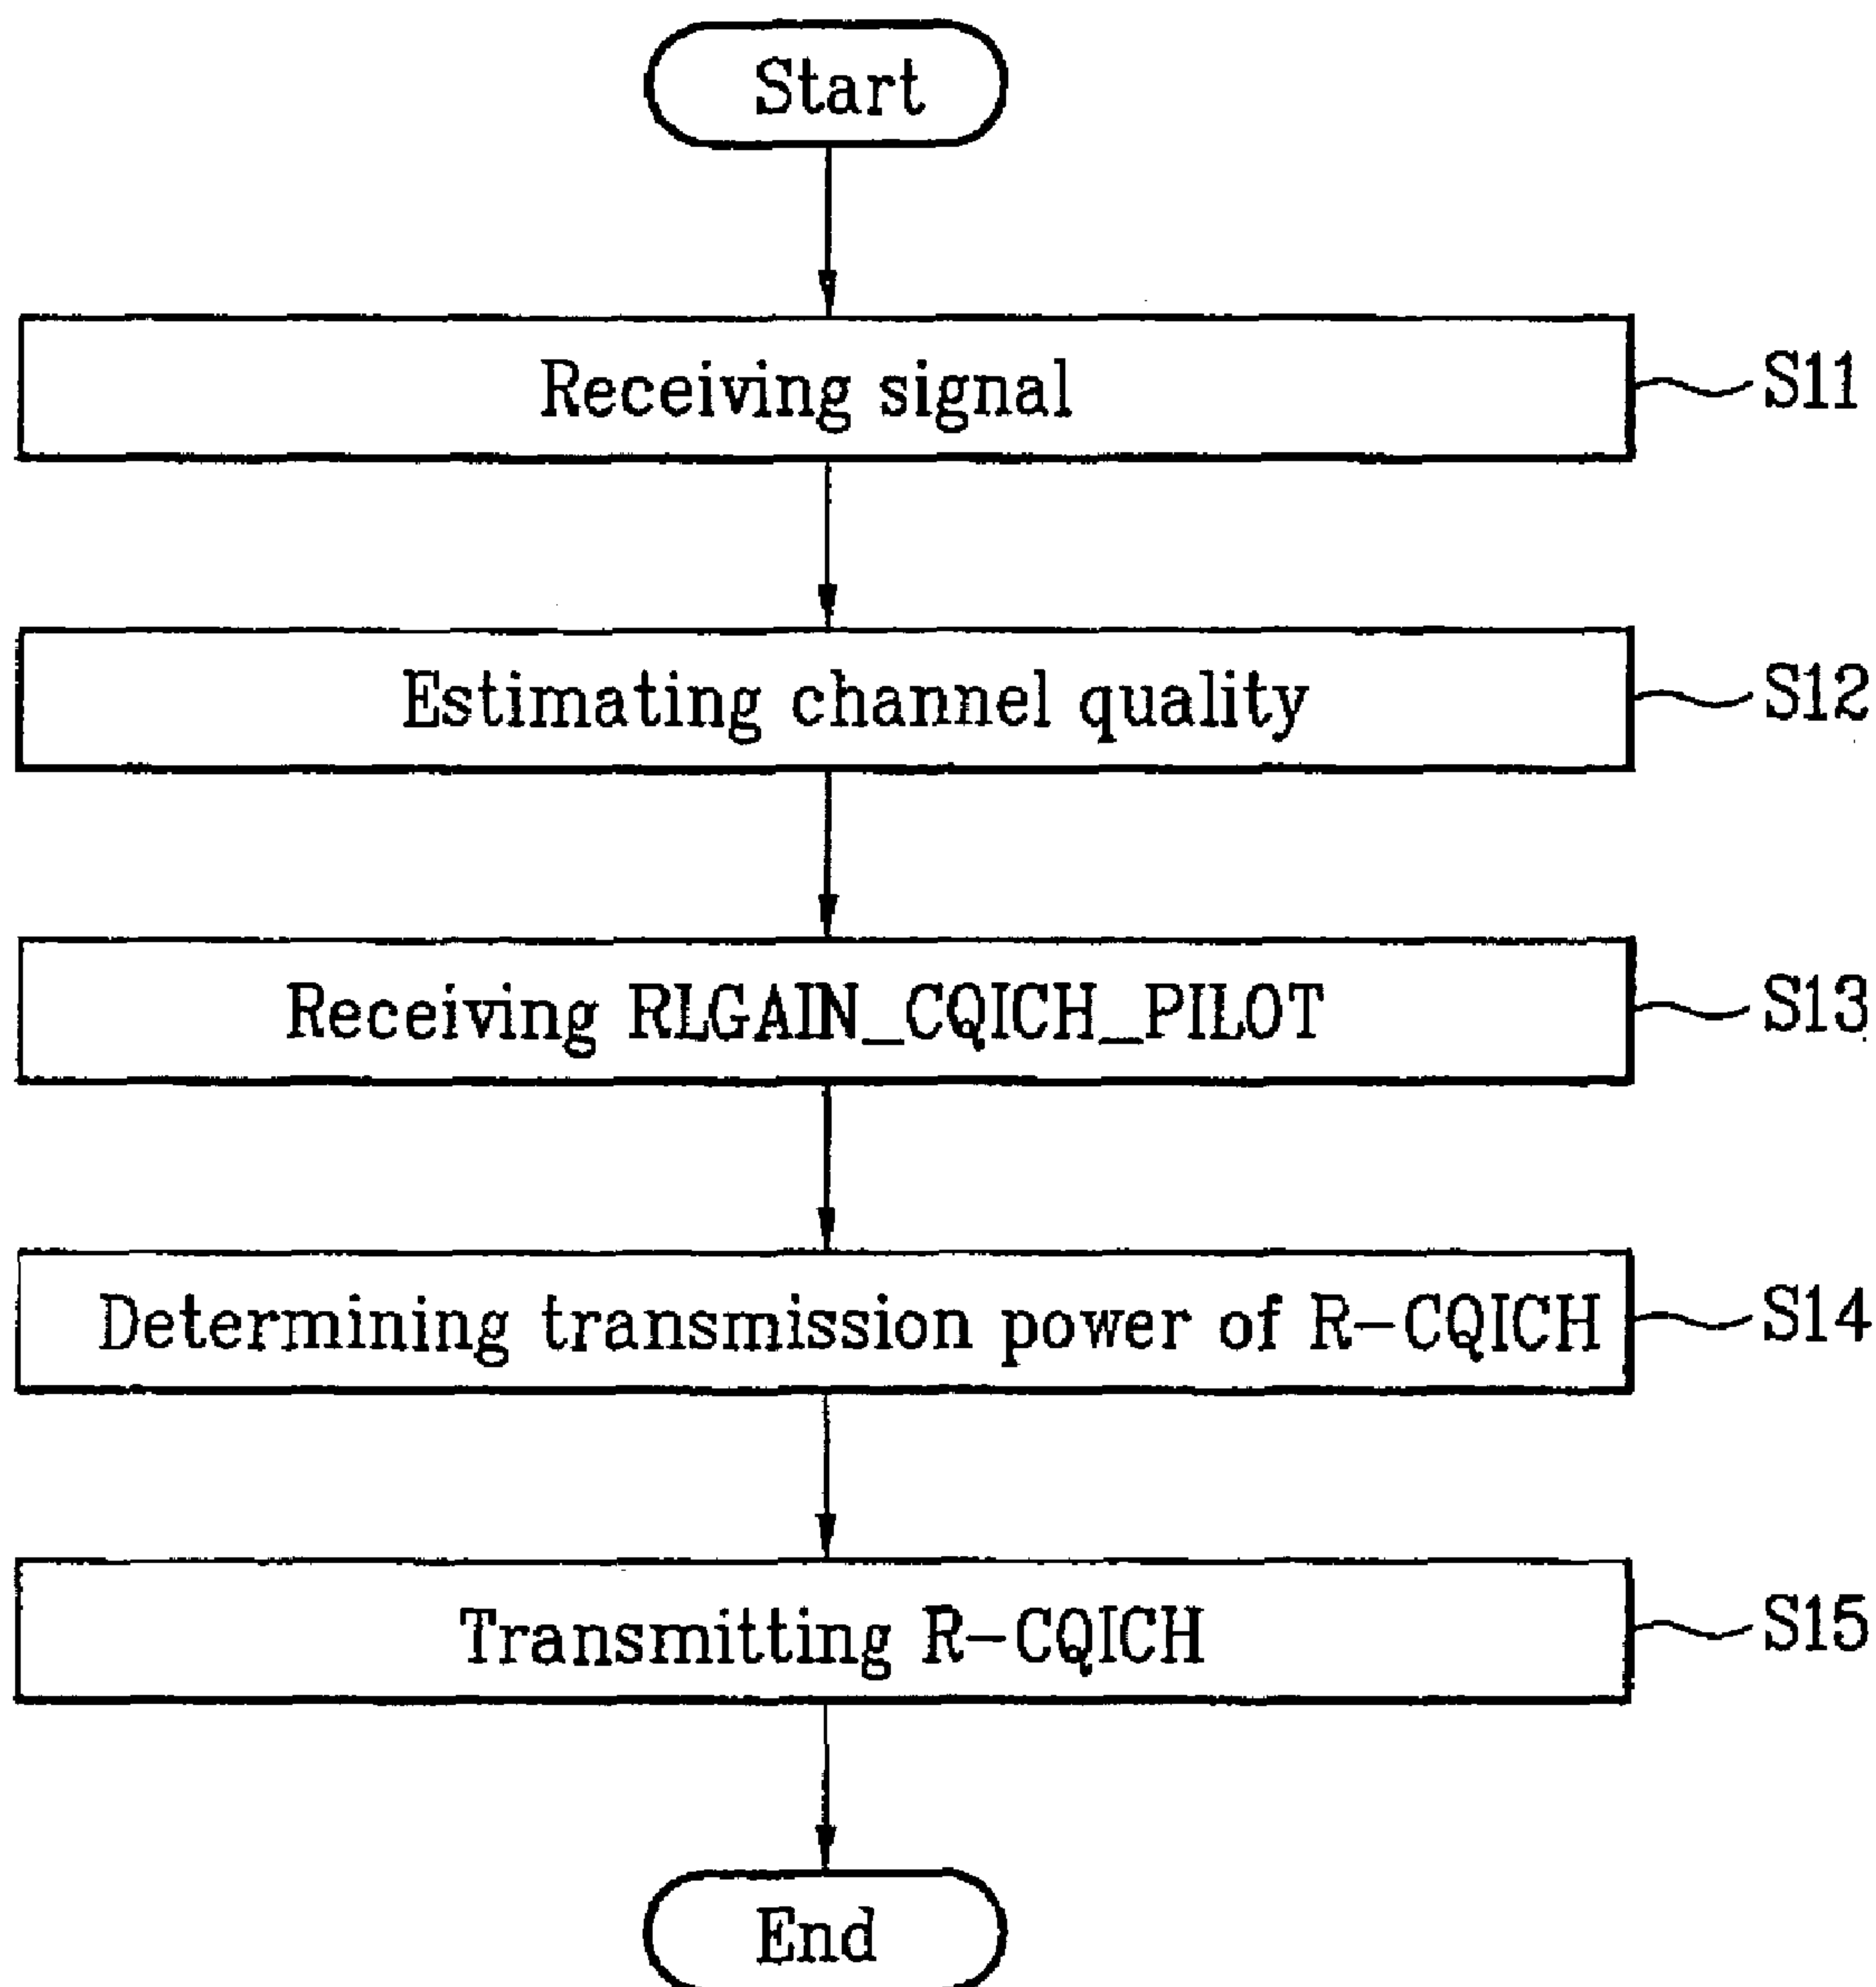 Start
Receiving signal S11
Estimating channel quality S12
Receiving RLGAIN_CQICH_PILOT S13
Determining transmission power of R-CQICH S14
Transmitting R-CQICH S15
End